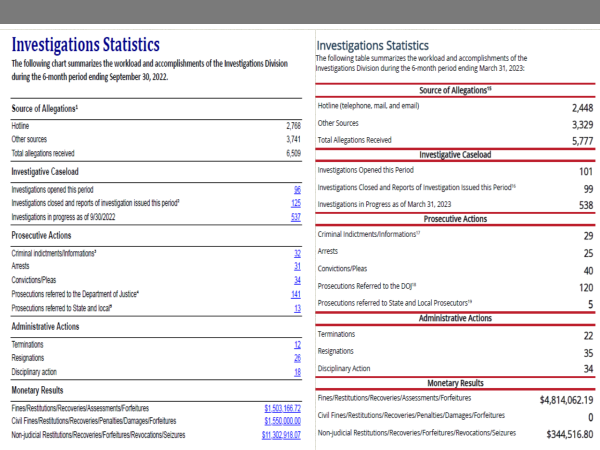 Investigations Statistics
The following chart summarizes the workload and accomplishments of the Investigations Division
during the 6-month period ending September 30, 2022.
Source of Allegations¹
Hotline 2,768
Other sources 3,741
Total allegations received 6,509
Investigative Caseload
Investigations opened this period 96
Investigations closed and reports of investigation issued this period² 125
Investigations in progress as of 9/30/2022 537
Prosecutive Actions
Criminal indictments/Informations³ 32
Arrests 31
Convictions/Pleas 34
Prosecutions referred to the Department of Justice⁴ 141
Prosecutions referred to State and local⁵ 13
Administrative Actions
Terminations 12
Resignations 26
Disciplinary action 18
Monetary Results
Fines/Restitutions/Recoveries/Assessments/Forfeitures $1,503,166.72
Civil Fines/Restitutions/Recoveries/Penalties/Damages/Forfeitures $1,550,000.00
Non-judicial Restitutions/Recoveries/Forfeitures/Revocations/Seizures $11,302,918.07
Investigations Statistics
The following table summarizes the workload and accomplishments of the
Investigations Division during the 6-month period ending March 31, 2023:
Source of Allegations¹⁵
Hotline (telephone, mail, and email) 2,448
Other Sources 3,329
Total Allegations Received 5,777
Investigative Caseload
Investigations Opened this Period 101
Investigations Closed and Reports of Investigation Issued this Period¹⁶ 99
Investigations in Progress as of March 31, 2023 538
Prosecutive Actions
Criminal Indictments/Informations¹⁷ 29
Arrests 25
Convictions/Pleas 40
Prosecutions Referred to the DOJ¹⁸ 120
Prosecutions referred to State and Local Prosecutors¹⁹ 5
Administrative Actions
Terminations 22
Resignations 35
Disciplinary Action 34
Monetary Results
Fines/Restitutions/Recoveries/Assessments/Forfeitures $4,814,062.19
Civil Fines/Restitutions/Recoveries/Penalties/Damages/Forfeitures 0
Non-judicial Restitutions/Recoveries/Forfeitures/Revocations/Seizures $344,516.80